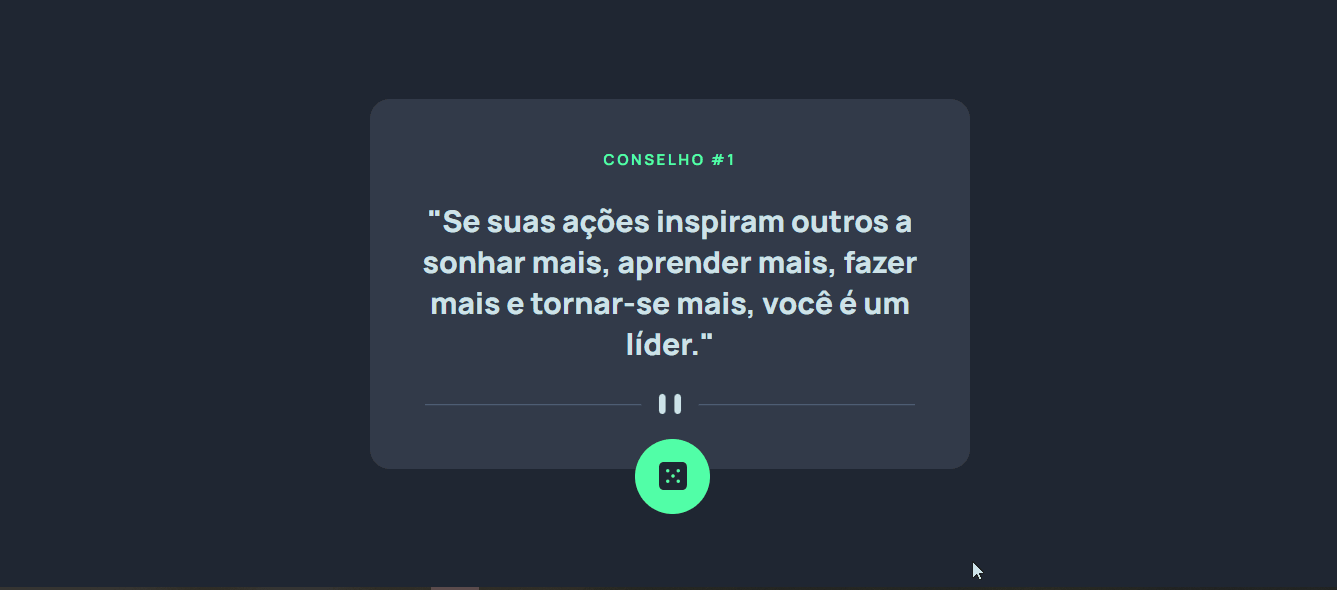 CONSELHO #1
"Se suas ações inspiram outros a
sonhar mais, aprender mais, fazer
mais e tornar-se mais, você é um
líder."